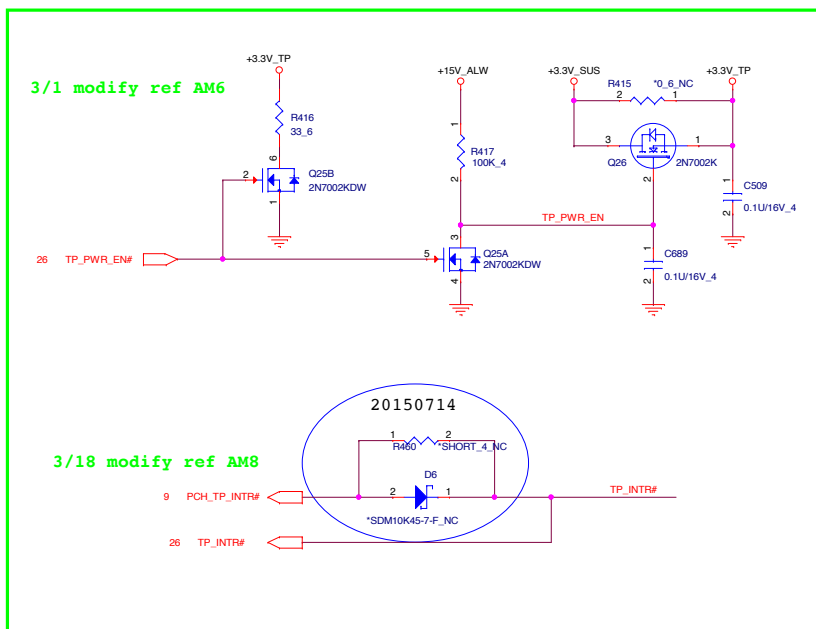 +3.3V_TP
+15V_ALW
+3.3V_SUS
+3.3V_TP
3/1 modify ref AM6
R415
*0_6_NC
2
1
R416
33_6
1
R417
100K_4
2
3
1
Q26
2N7002K
2
6
2
Q25B
2N7002KDW
1
1
C509
0.1U/16V_4
2
TP_PWR_EN
26 TP_PWR_EN#
3
5
Q25A
2N7002KDW
4
1
C689
0.1U/16V_4
2
20150714
1
2
R460
*SHORT_4_NC
3/18 modify ref AM8
D6
9 PCH_TP_INTR#
2
1
TP_INTR#
*SDM10K45-7-F_NC
26 TP_INTR#